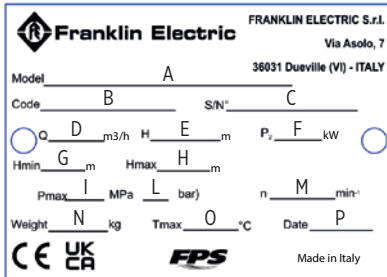 Franklin Electric
FRANKLIN ELECTRIC S.r.l.
Via Asolo, 7
36031 Dueville (VI) - ITALY
Model A
Code B S/N° C
Q D m3/h H E m P₂ F kW
Hmin G m Hmax H m
Pmax I MPa L bar) n M min⁻¹
Weight N kg Tmax O °C Date P
CE UK CA FPS Made in Italy